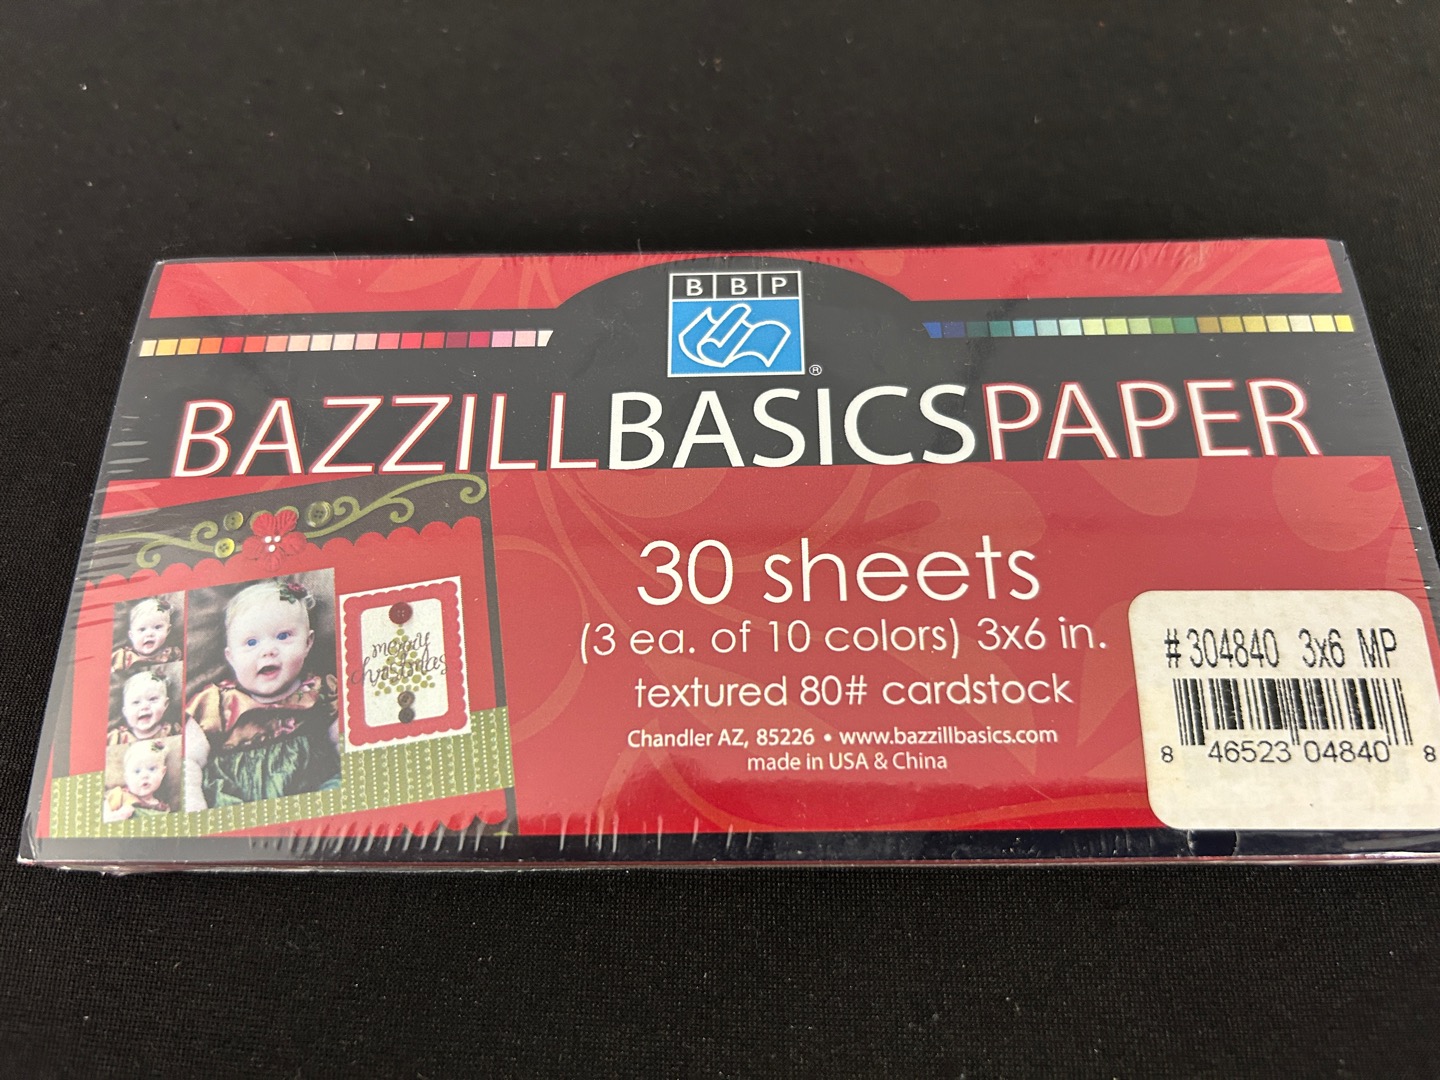 BBP
®
BAZZILLBASICSPAPER
merry
christmas
30 sheets
(3 ea. of 10 colors) 3x6 in.
textured 80# cardstock
Chandler AZ, 85226 • www.bazzillbasics.com
made in USA & China
#304840 3x6 MP
8 46523 04840 8